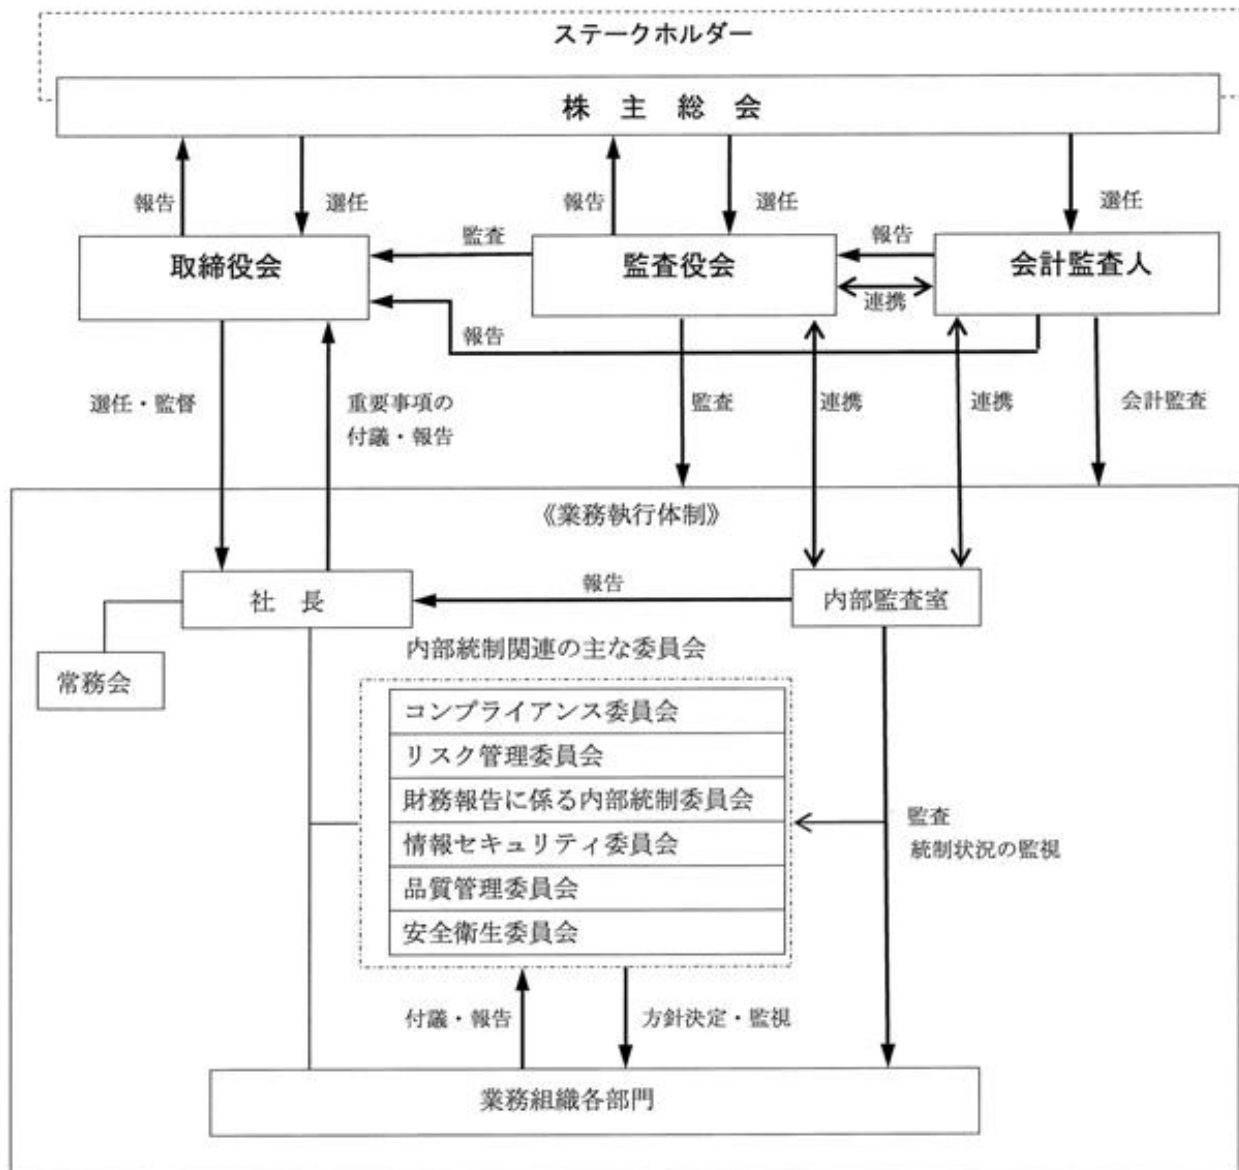 ステークホルダー
株 主 総 会
報告
選任
報告
選任
選任
取締役会
監査
監査役会
報告
会計監査人
連携
報告
選任・監督
重要事項の
付議・報告
監査
連携
連携
会計監査
《業務執行体制》
社 長
報告
内部監査室
常務会
内部統制関連の主な委員会
コンプライアンス委員会
リスク管理委員会
財務報告に係る内部統制委員会
情報セキュリティ委員会
品質管理委員会
安全衛生委員会
監査
統制状況の監視
付議・報告
方針決定・監視
業務組織各部門